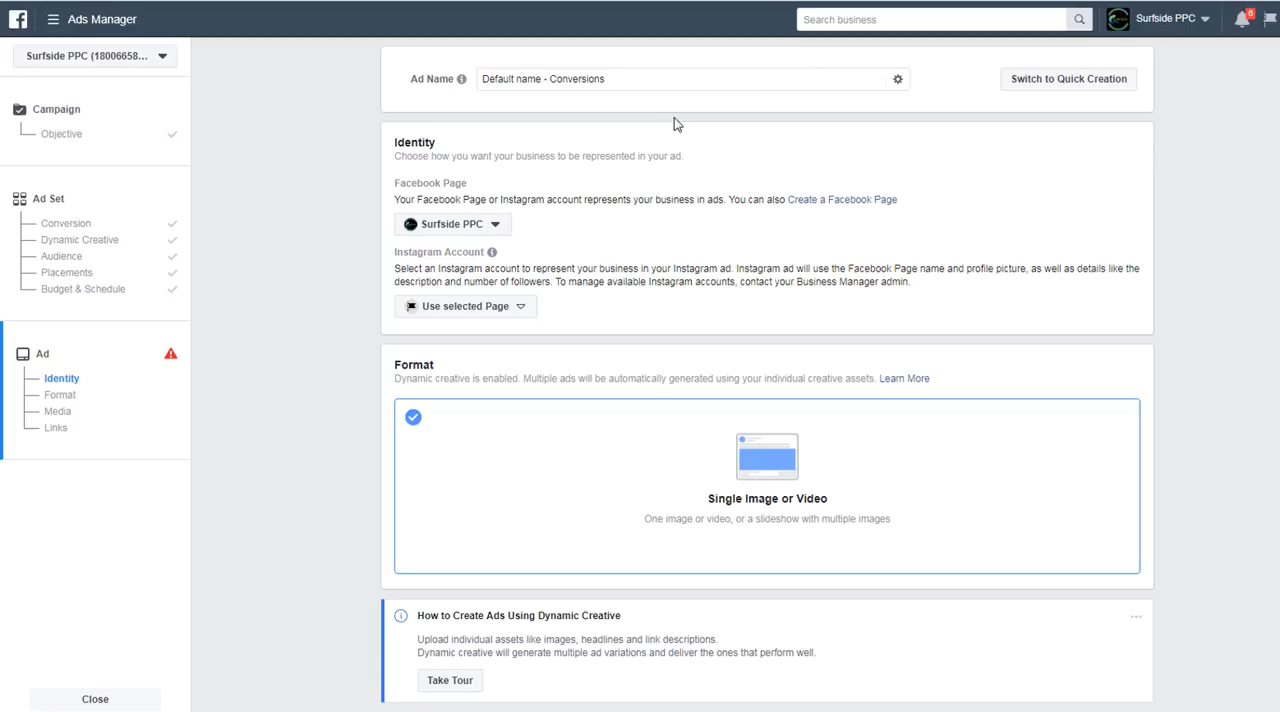 Ads Manager
Search business
Surfside PPC
6
Surfside PPC (18006658...
Campaign
Objective
Ad Set
Conversion
Dynamic Creative
Audience
Placements
Budget & Schedule
Ad
Identity
Format
Media
Links
Close
Ad Name
Default name - Conversions
Switch to Quick Creation
Identity
Choose how you want your business to be represented in your ad.
Facebook Page
Your Facebook Page or Instagram account represents your business in ads. You can also Create a Facebook Page
Surfside PPC
Instagram Account
Select an Instagram account to represent your business in your Instagram ad. Instagram ad will use the Facebook Page name and profile picture, as well as details like the
description and number of followers. To manage available Instagram accounts, contact your Business Manager admin.
Use selected Page
Format
Dynamic creative is enabled. Multiple ads will be automatically generated using your individual creative assets. Learn More
Single Image or Video
One image or video, or a slideshow with multiple images
How to Create Ads Using Dynamic Creative
Upload individual assets like images, headlines and link descriptions.
Dynamic creative will generate multiple ad variations and deliver the ones that perform well.
Take Tour